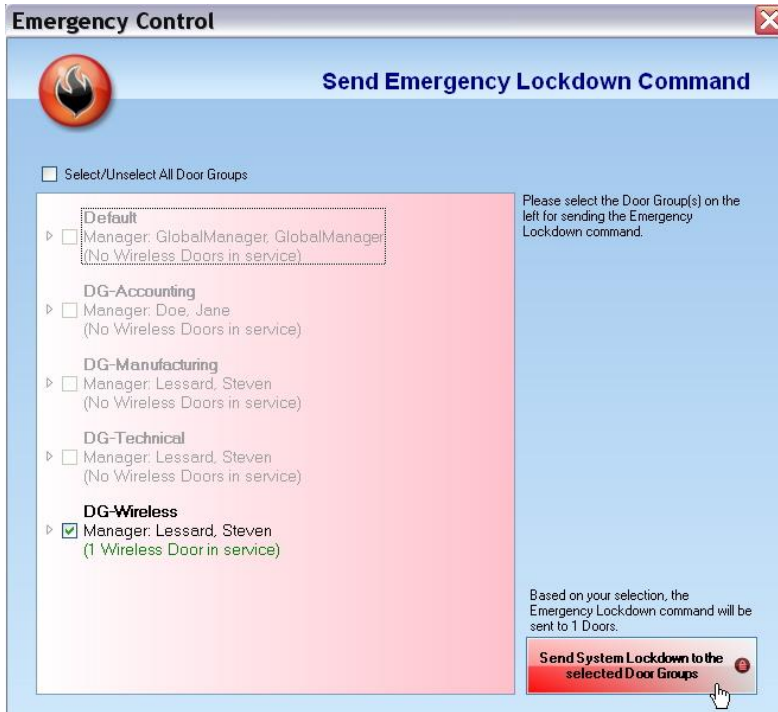 Emergency Control
Send Emergency Lockdown Command
Select/Unselect All Door Groups
Default
Manager: GlobalManager, GlobalManager
(No Wireless Doors in service)
DG-Accounting
Manager: Doe, Jane
(No Wireless Doors in service)
DG-Manufacturing
Manager: Lessard, Steven
(No Wireless Doors in service)
DG-Technical
Manager: Lessard, Steven
(No Wireless Doors in service)
DG-Wireless
Manager: Lessard, Steven
(1 Wireless Door in service)
Please select the Door Group(s) on the
left for sending the Emergency
Lockdown command.
Based on your selection, the
Emergency Lockdown command will be
sent to 1 Doors.
Send System Lockdown to the
selected Door Groups